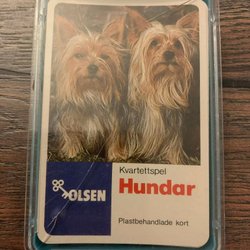 OLSEN
Kvartettspel
Hundar
Plastbehandlade kort